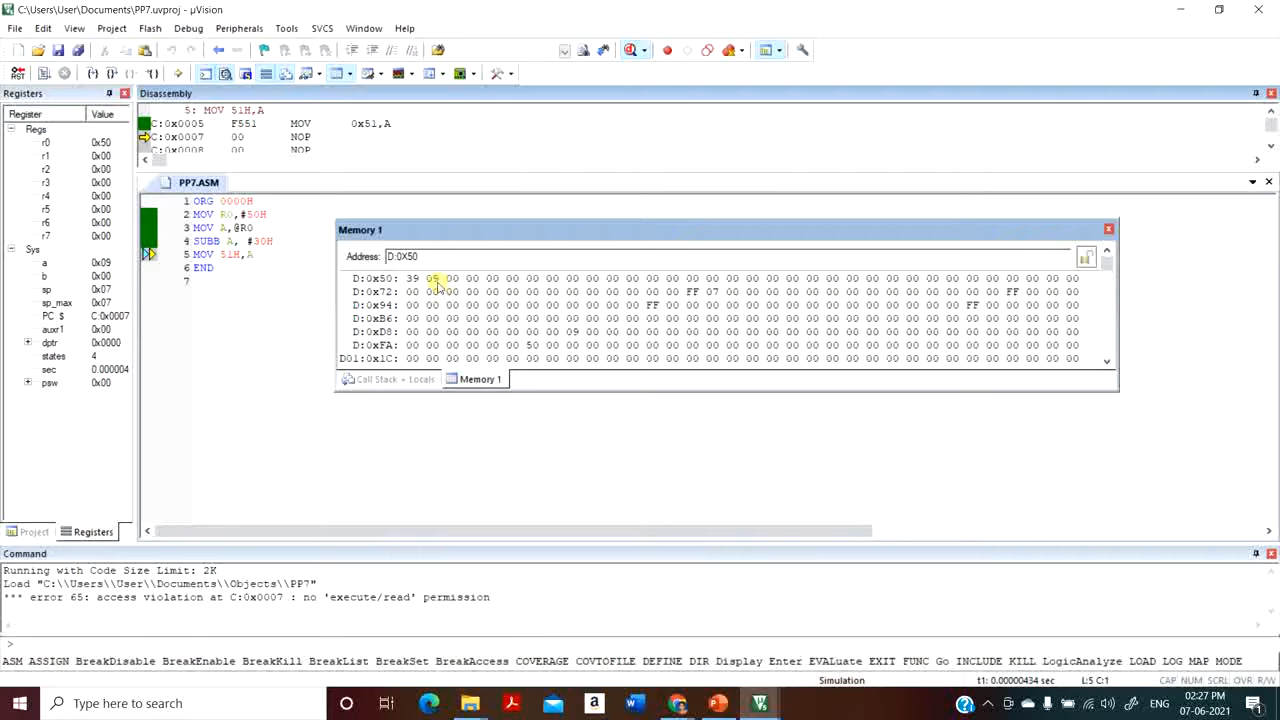 C:\Users\User\Documents\PP7.uvproj - µVision
File Edit View Project Flash Debug Peripherals Tools SVCS Window Help
Registers
Register Value
Regs
r0 0x50
r1 0x00
r2 0x00
r3 0x00
r4 0x00
r5 0x00
r6 0x00
r7 0x00
Sys
a 0x09
b 0x00
sp 0x07
sp_max 0x07
PC $ C:0x0007
auxr1 0x00
dptr 0x0000
states 4
sec 0.000004
psw 0x00
Project Registers
Disassembly
5: MOV 51H,A
C:0x0005 F551 MOV 0x51,A
C:0x0007 00 NOP
C:0x0008 00 NOP
PP7.ASM
1 ORG 0000H
2 MOV R0,#50H
3 MOV A,@R0
4 SUBB A, #30H
5 MOV 51H,A
6 END
7
Memory 1
Address: D:0X50
D:0x50: 39 09 00 00 00 00 00 00 00 00 00 00 00 00 00 00 00 00 00 00 00 00 00 00 00 00 00 00 00 00 00 00 00 00
D:0x72: 00 00 00 00 00 00 00 00 00 00 00 00 00 00 FF 07 00 00 00 00 00 00 00 00 00 00 00 00 00 00 FF 00 00 00
D:0x94: 00 00 00 00 00 00 00 00 00 00 00 00 FF 00 00 00 00 00 00 00 00 00 00 00 00 00 00 00 FF 00 00 00 00 00
D:0xB6: 00 00 00 00 00 00 00 00 00 00 00 00 00 00 00 00 00 00 00 00 00 00 00 00 00 00 00 00 00 00 00 00 00 00
D:0xD8: 00 00 00 00 00 00 00 00 09 00 00 00 00 00 00 00 00 00 00 00 00 00 00 00 00 00 00 00 00 00 00 00 00 00
D:0xFA: 00 00 00 00 00 00 50 00 00 00 00 00 00 00 00 00 00 00 00 00 00 00 00 00 00 00 00 00 00 00 00 00 00 00
D01:0x1C: 00 00 00 00 00 00 00 00 00 00 00 00 00 00 00 00 00 00 00 00 00 00 00 00 00 00 00 00 00 00 00 00 00 00
Call Stack + Locals Memory 1
Command
Running with Code Size Limit: 2K
Load "C:\\Users\\User\\Documents\\Objects\\PP7"
*** error 65: access violation at C:0x0007 : no 'execute/read' permission
>
ASM ASSIGN BreakDisable BreakEnable BreakKill BreakList BreakSet BreakAccess COVERAGE COVTOFILE DEFINE DIR Display Enter EVALuate EXIT FUNC Go INCLUDE KILL LogicAnalyze LOAD LOG MAP MODE
Simulation t1: 0.00000434 sec L:5 C:1 CAP NUM SCRL OVR R/W
Type here to search
ENG 02:27 PM
07-06-2021